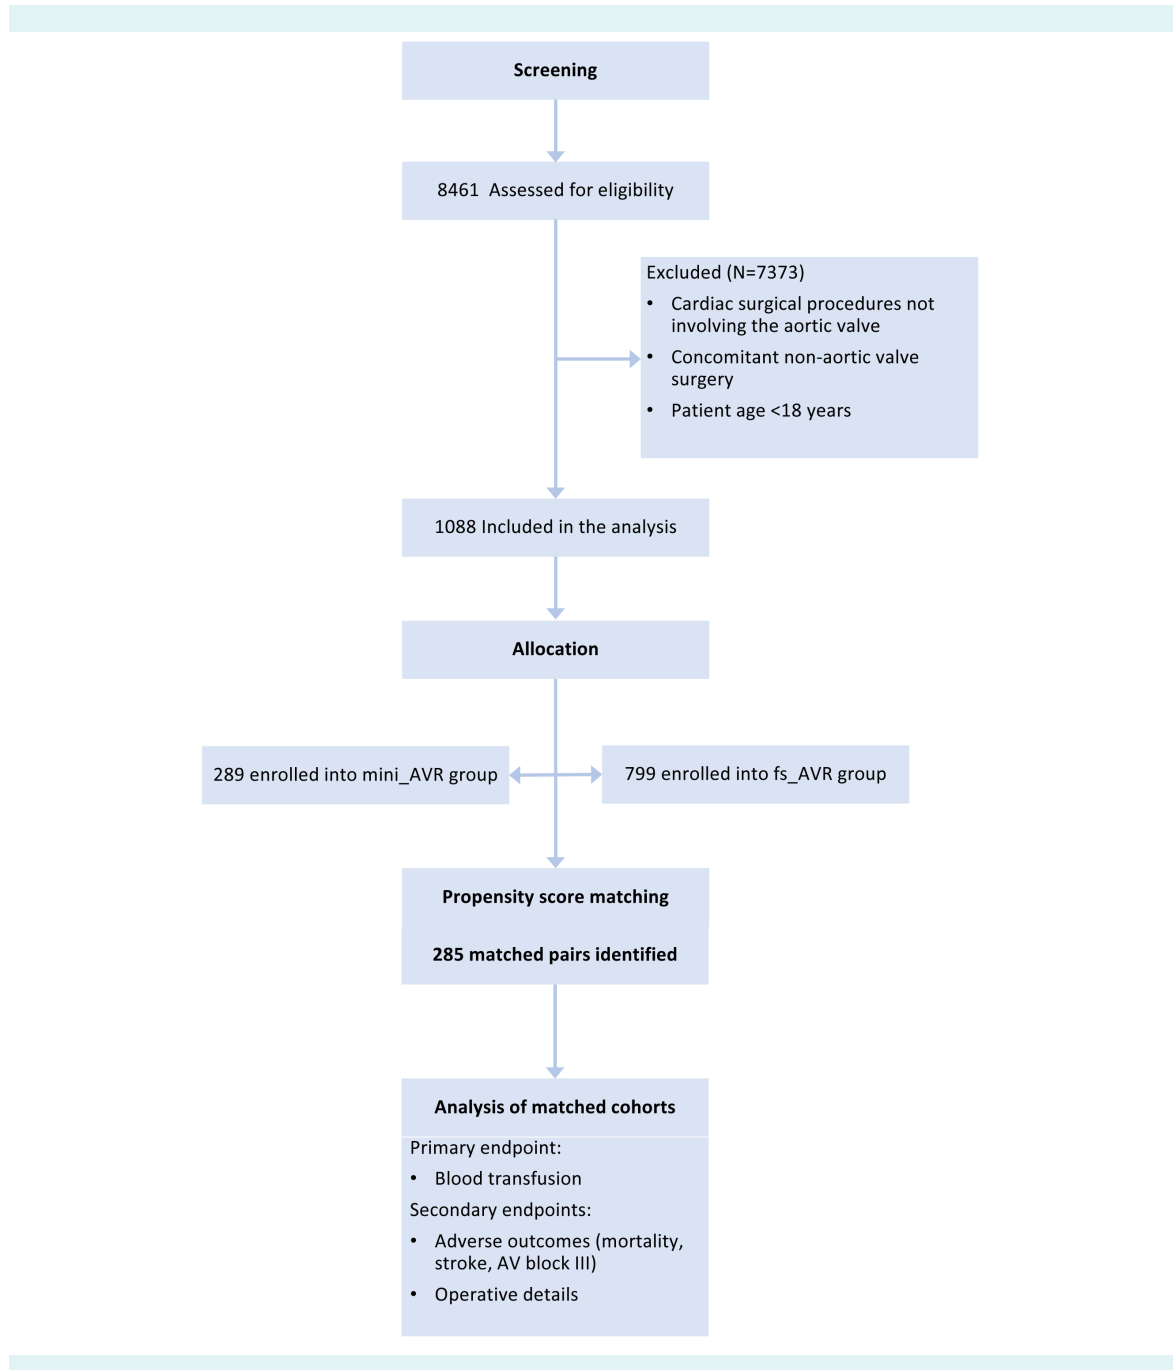 Screening
8461 Assessed for eligibility
Excluded (N=7373)
• Cardiac surgical procedures not
involving the aortic valve
• Concomitant non-aortic valve
surgery
• Patient age <18 years
1088 Included in the analysis
Allocation
289 enrolled into mini_AVR group
799 enrolled into fs_AVR group
Propensity score matching
285 matched pairs identified
Analysis of matched cohorts
Primary endpoint:
• Blood transfusion
Secondary endpoints:
• Adverse outcomes (mortality,
stroke, AV block III)
• Operative details